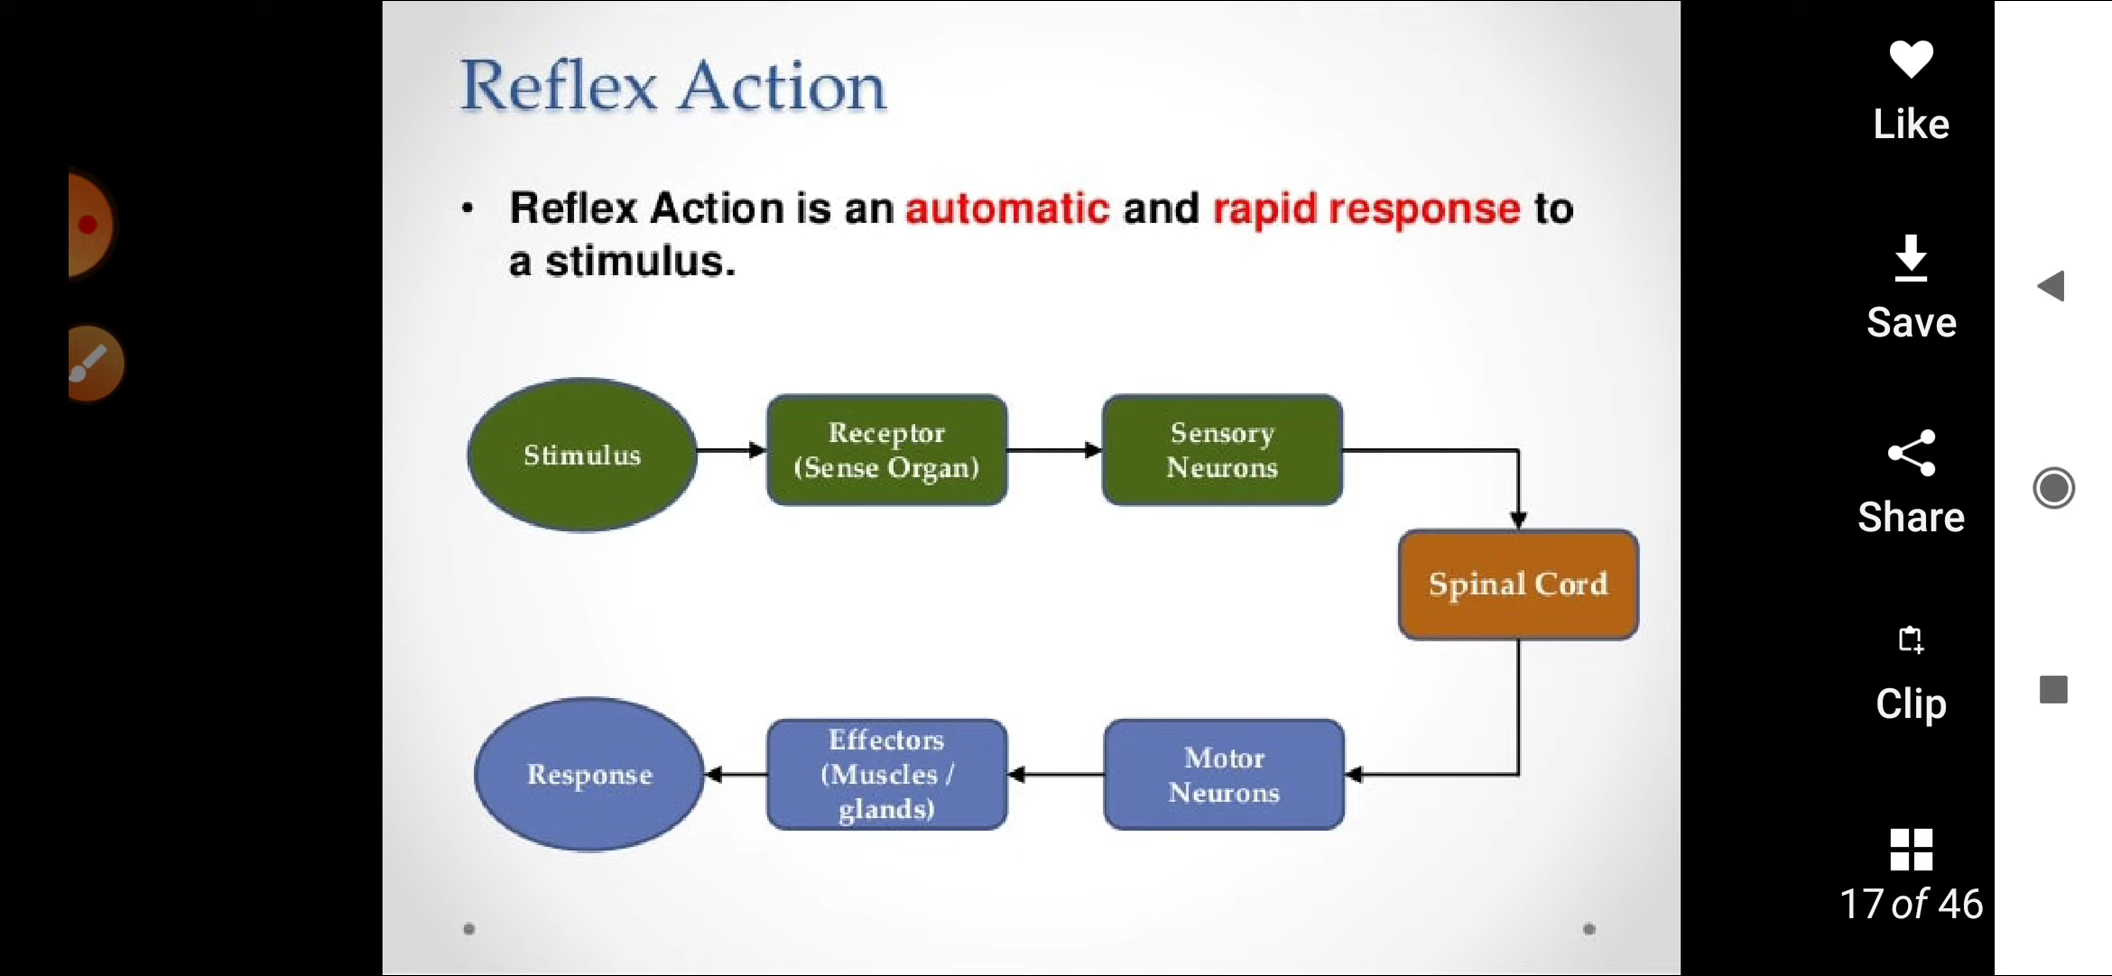 Reflex Action
• Reflex Action is an automatic and rapid response to
a stimulus.
Stimulus
Receptor
(Sense Organ)
Sensory
Neurons
Spinal Cord
Response
Effectors
(Muscles /
glands)
Motor
Neurons
Like
Save
Share
Clip
17 of 46